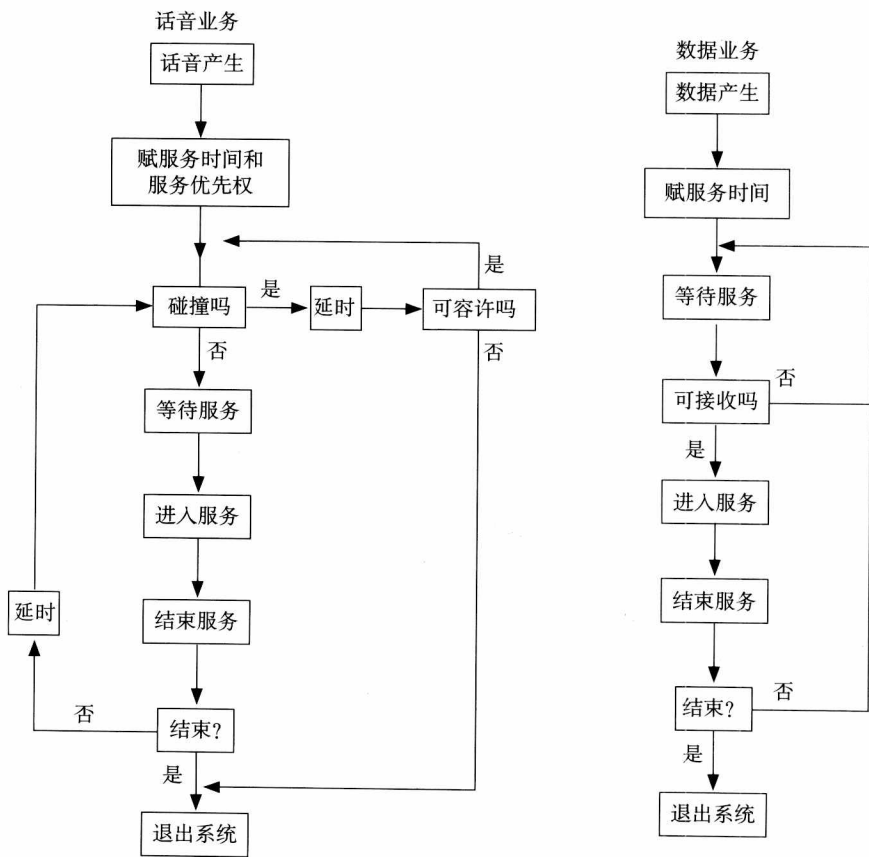 话音业务
话音产生
赋服务时间和
服务优先权
是
碰撞吗
是
延时
可容许吗
否
否
等待服务
进入服务
延时
结束服务
否
结束?
是
退出系统
数据业务
数据产生
赋服务时间
等待服务
否
可接收吗
是
进入服务
结束服务
结束?
否
是
退出系统